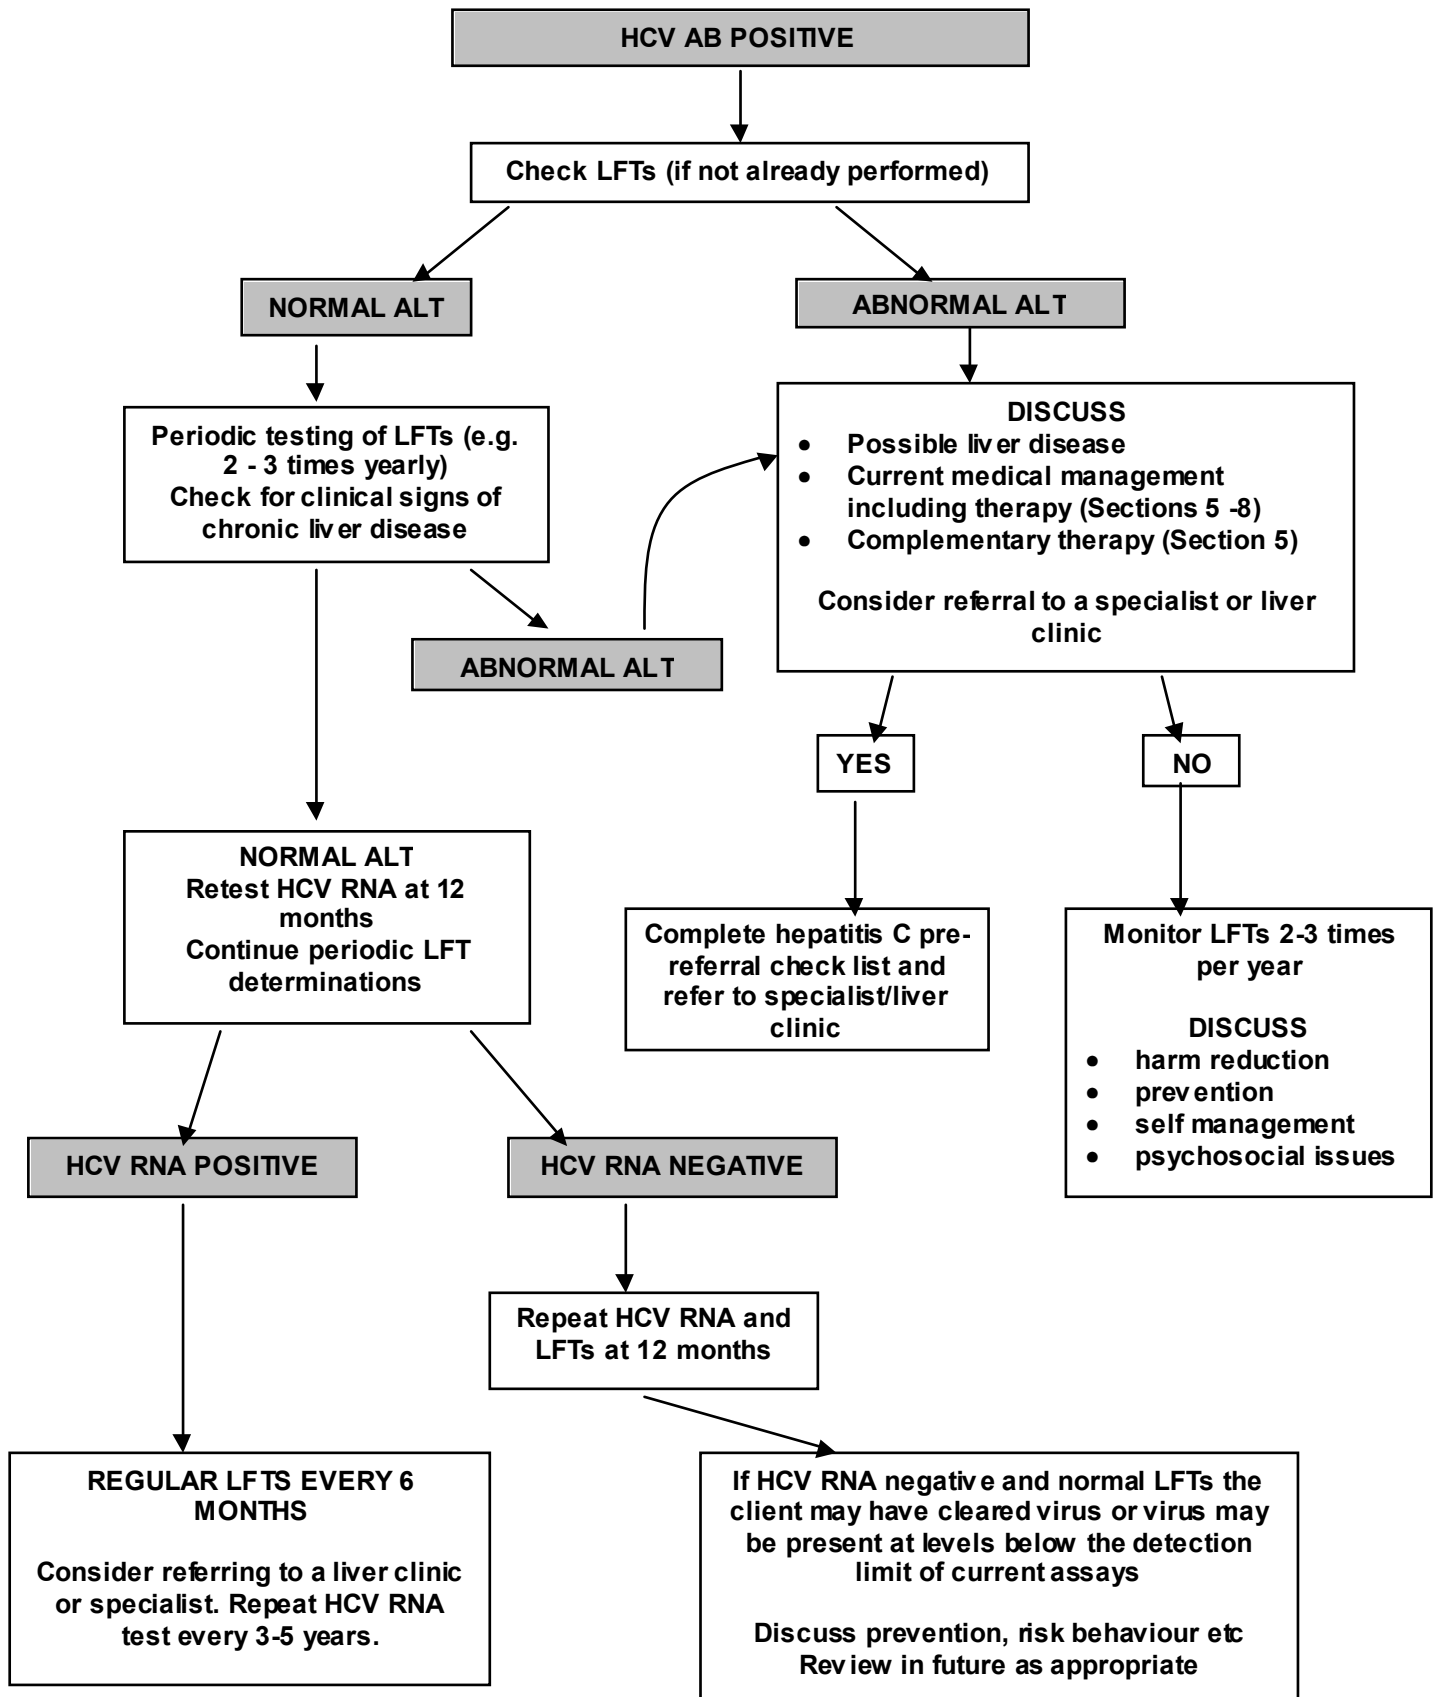 HCV AB POSITIVE
Check LFTs (if not already performed)
NORMAL ALT
ABNORMAL ALT
Periodic testing of LFTs (e.g.
2 - 3 times yearly)
Check for clinical signs of
chronic liver disease
DISCUSS
● Possible liver disease
● Current medical management
including therapy (Sections 5 -8)
● Complementary therapy (Section 5)
Consider referral to a specialist or liver
clinic
ABNORMAL ALT
YES
NO
NORMAL ALT
Retest HCV RNA at 12
months
Continue periodic LFT
determinations
Complete hepatitis C pre-
referral check list and
refer to specialist/liver
clinic
Monitor LFTs 2-3 times
per year
DISCUSS
● harm reduction
● prevention
● self management
● psychosocial issues
HCV RNA POSITIVE
HCV RNA NEGATIVE
Repeat HCV RNA and
LFTs at 12 months
REGULAR LFTS EVERY 6
MONTHS
Consider referring to a liver clinic
or specialist. Repeat HCV RNA
test every 3-5 years.
If HCV RNA negative and normal LFTs the
client may have cleared virus or virus may
be present at levels below the detection
limit of current assays
Discuss prevention, risk behaviour etc
Review in future as appropriate